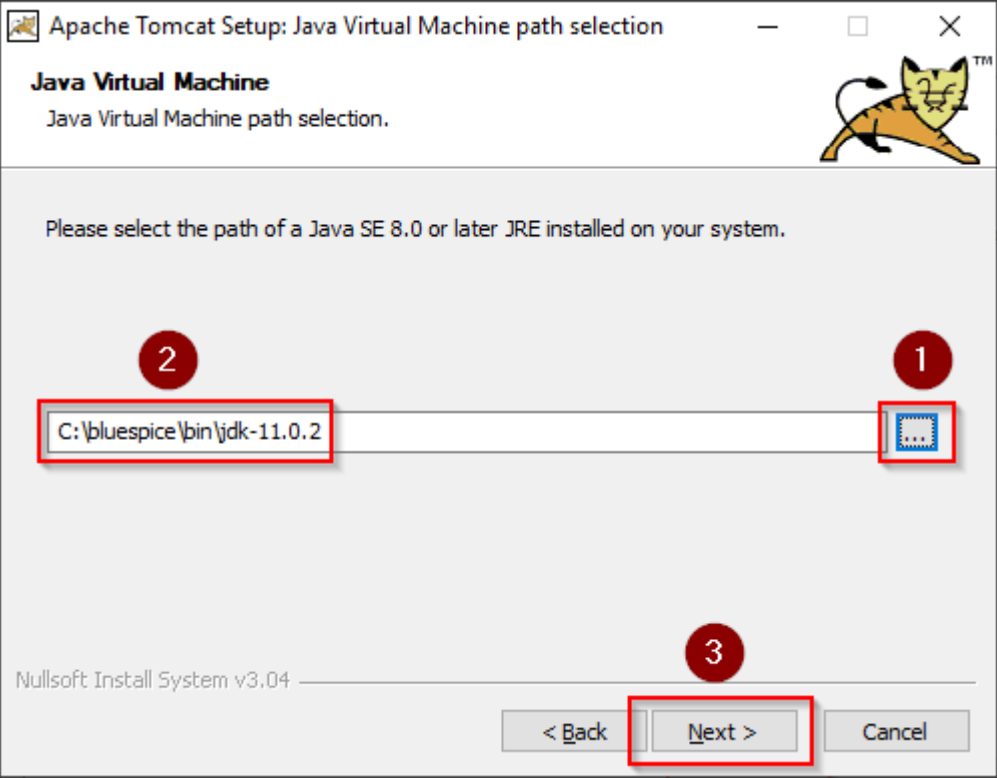 Apache Tomcat Setup: Java Virtual Machine path selection
Java Virtual Machine
Java Virtual Machine path selection.
TM
Please select the path of a Java SE 8.0 or later JRE installed on your system.
2
1
C:\bluespice\bin\jdk-11.0.2
...
3
Nullsoft Install System v3.04
< Back
Next >
Cancel